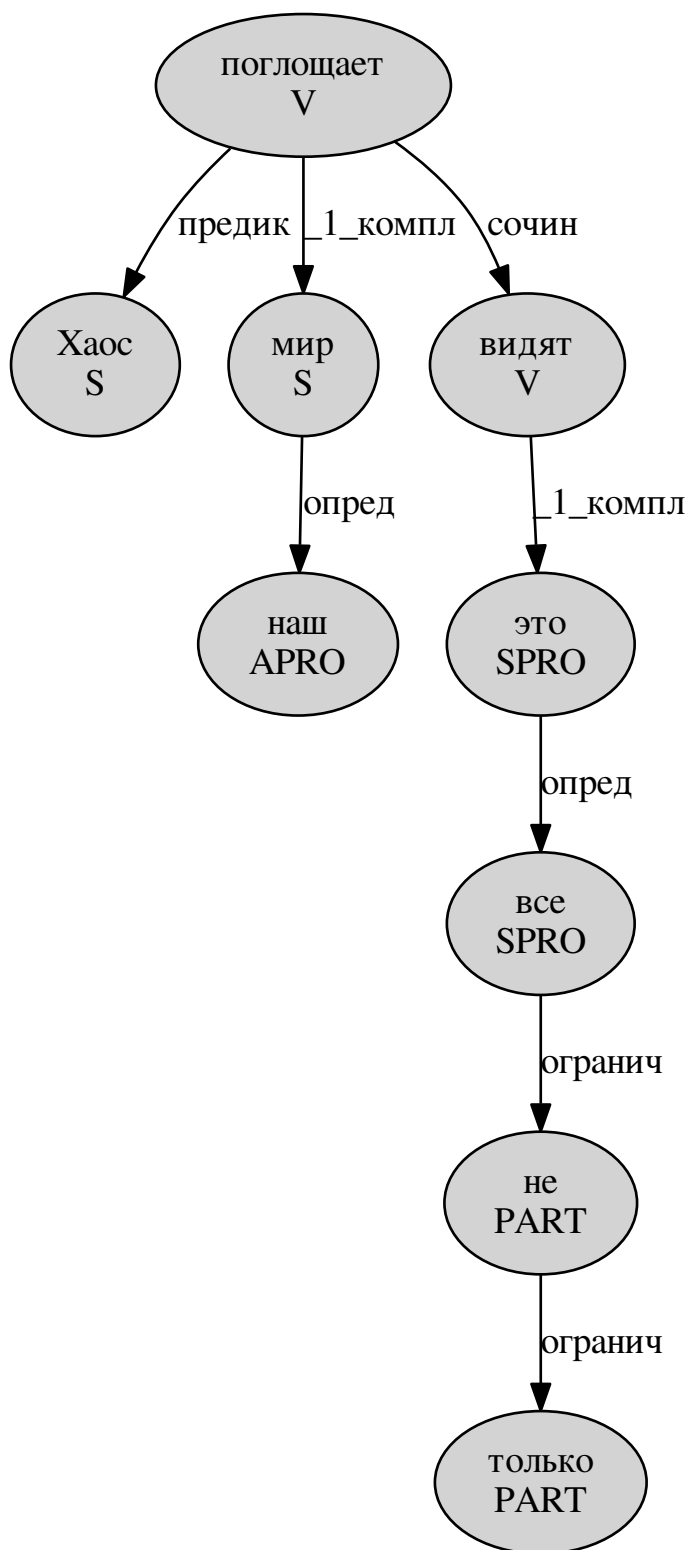 поглощает
V
предик _1_компл сочин
Хаос
S
мир
S
видят
V
опред
_1_компл
наш
APRO
это
SPRO
опред
все
SPRO
огранич
не
PART
огранич
только
PART